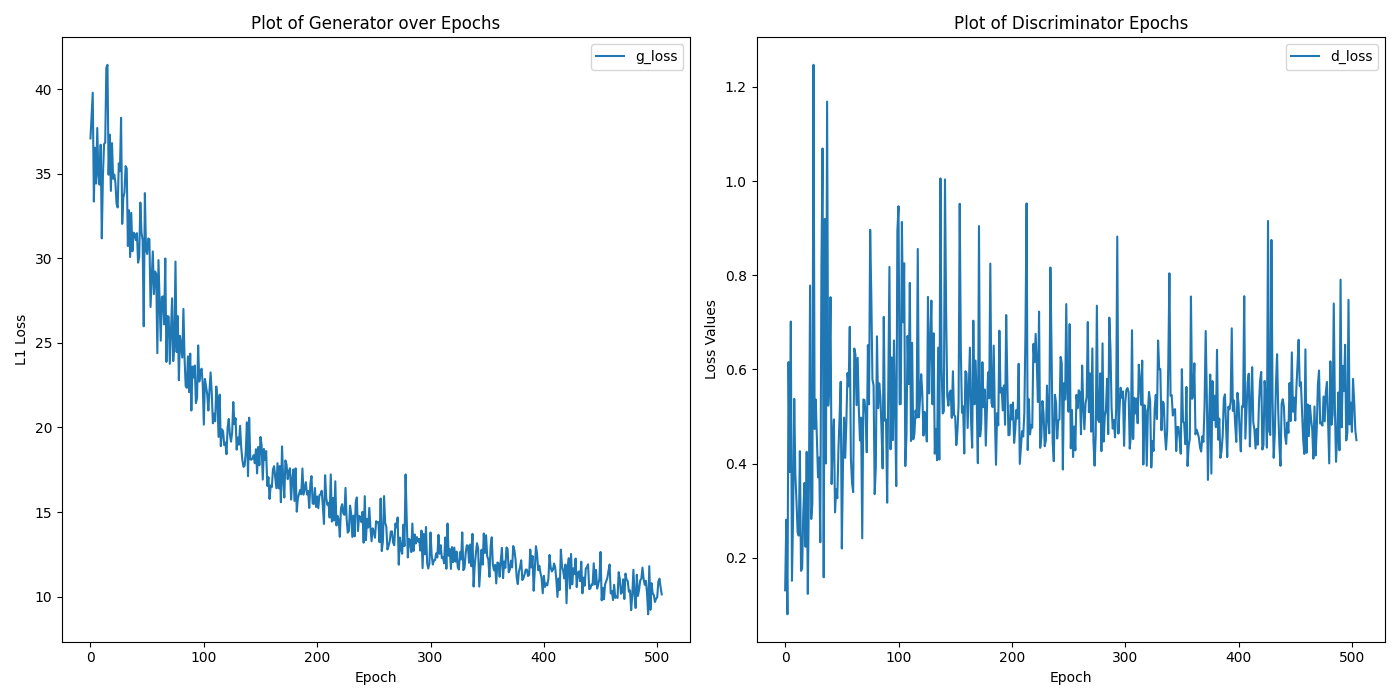 Plot of Generator over Epochs
g_loss
40
35
30
25
20
15
10
L1 Loss
0 100 200 300 400 500
Epoch
Plot of Discriminator Epochs
d_loss
1.2
1.0
0.8
0.6
0.4
0.2
Loss Values
0 100 200 300 400 500
Epoch